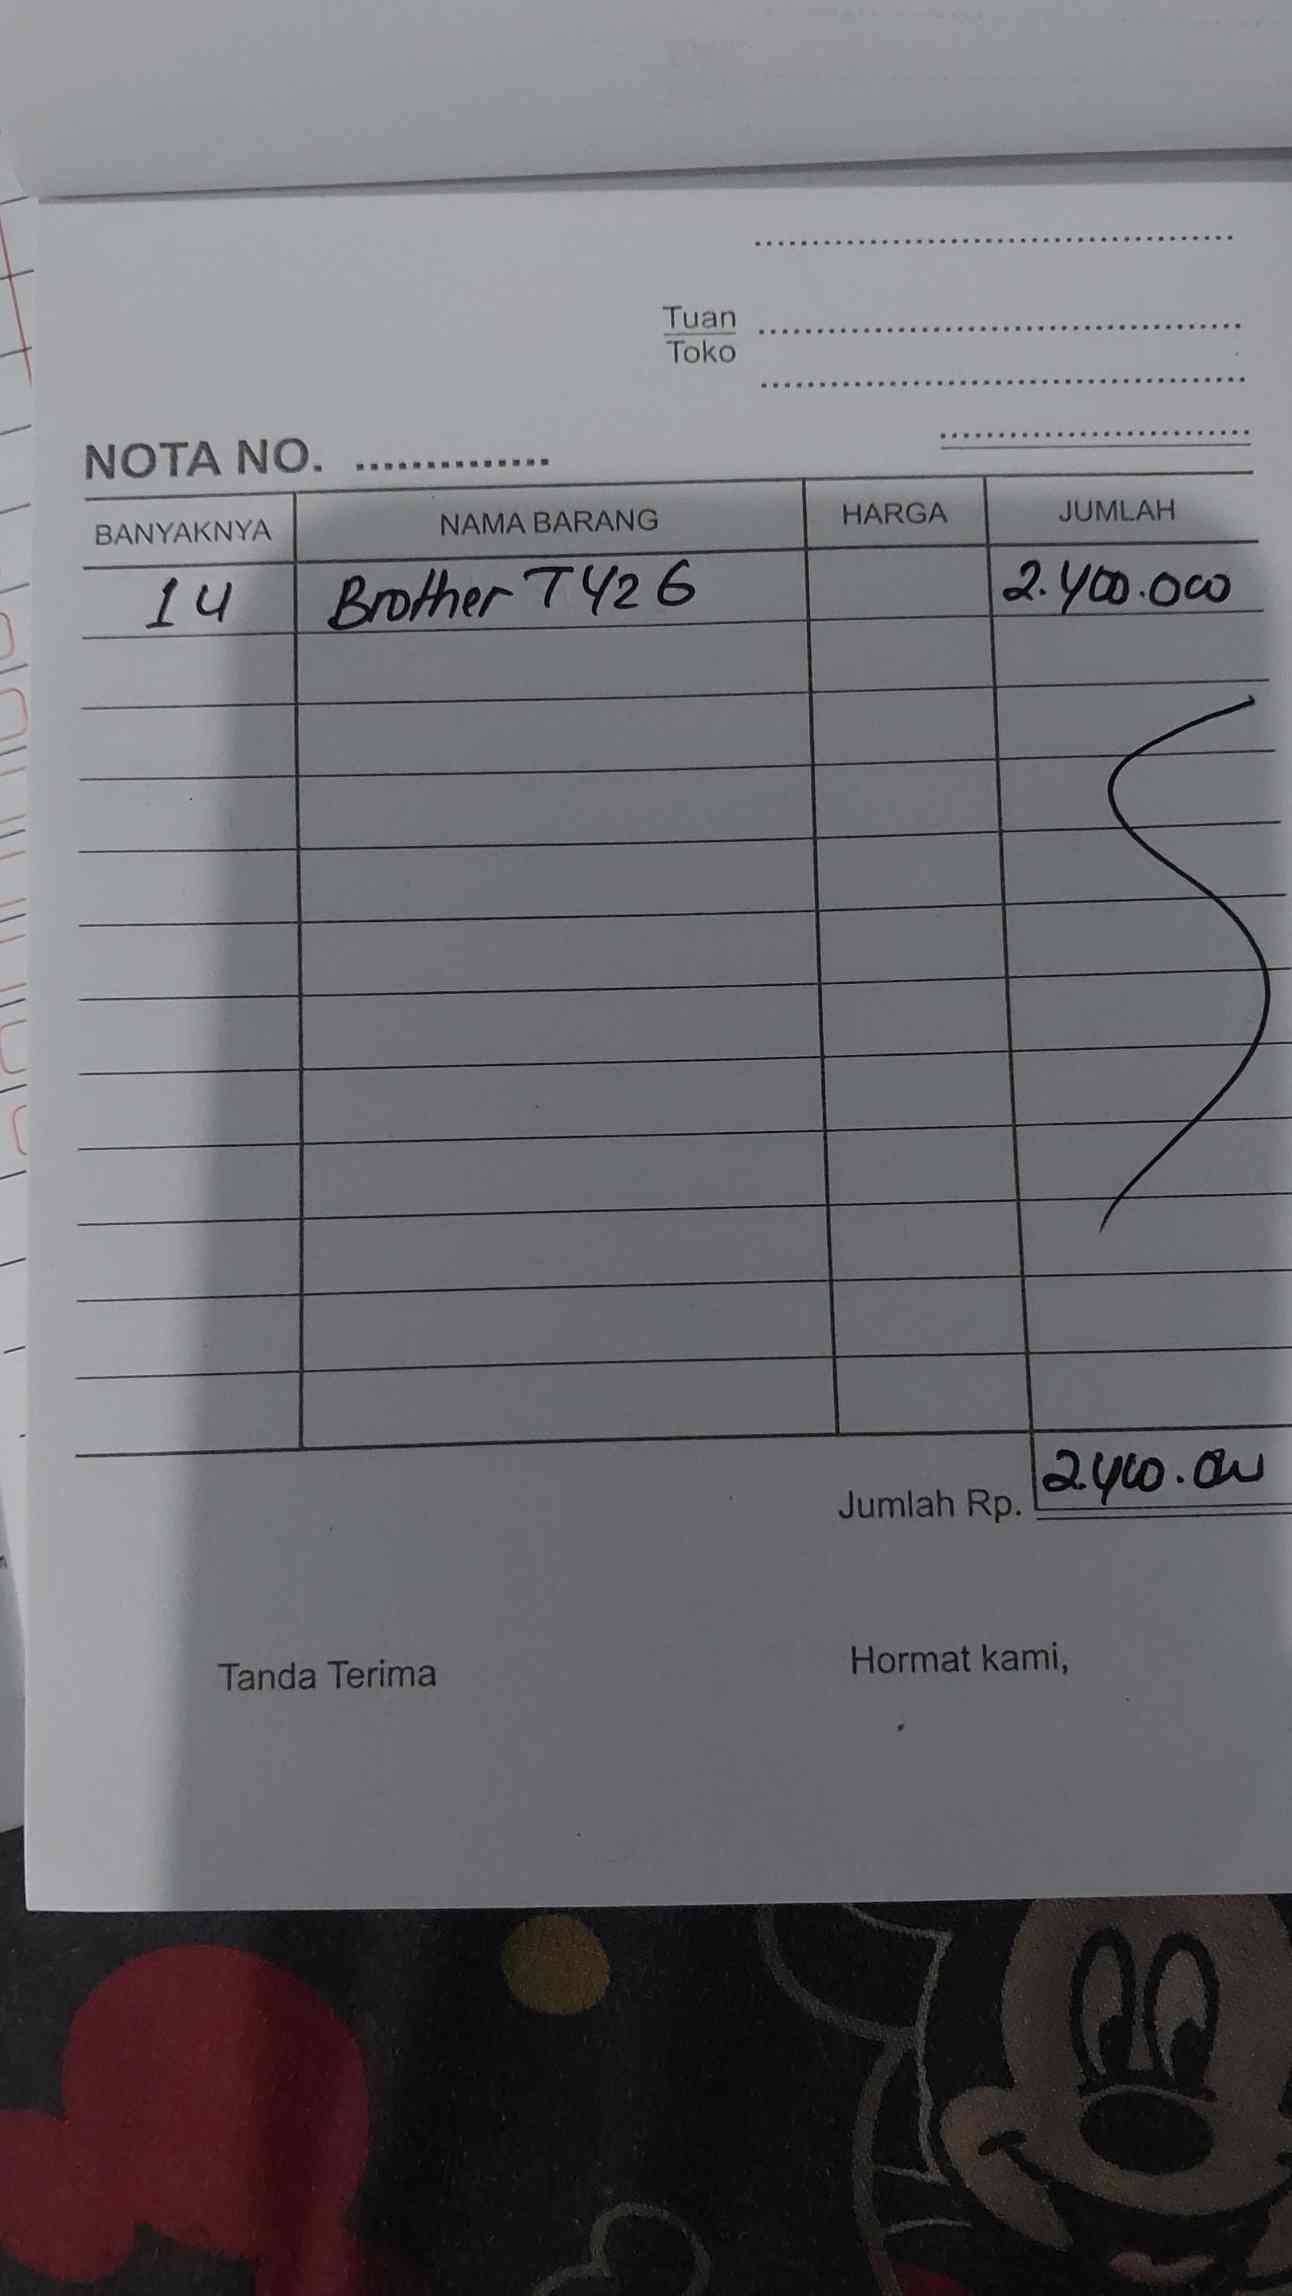 Tuan
Toko
NOTA NO.
BANYAKNYA NAMA BARANG HARGA JUMLAH
14 Brother T426 2.400.000
Jumlah Rp. 2.400.000
Tanda Terima Hormat kami,